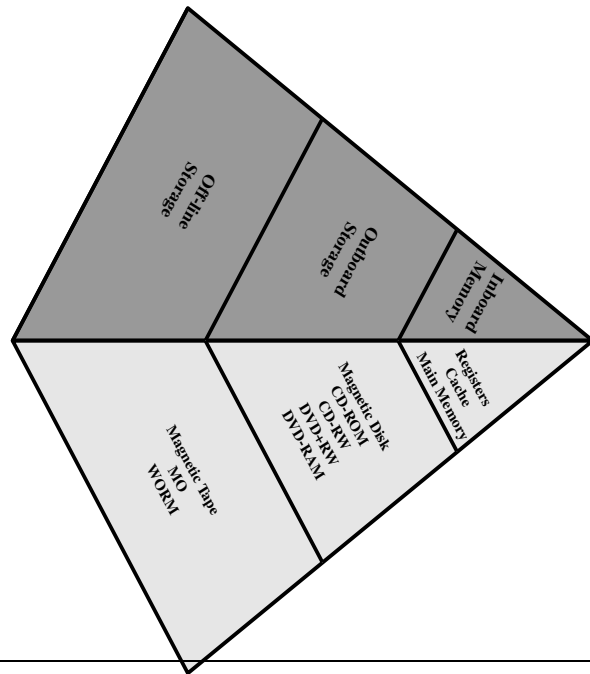 Inboard
Memory
Registers
Cache
Main Memory
Outboard
Storage
Magnetic Disk
CD-ROM
CD-RW
DVD+RW
DVD-RAM
Off-line
Storage
Magnetic Tape
MO
WORM